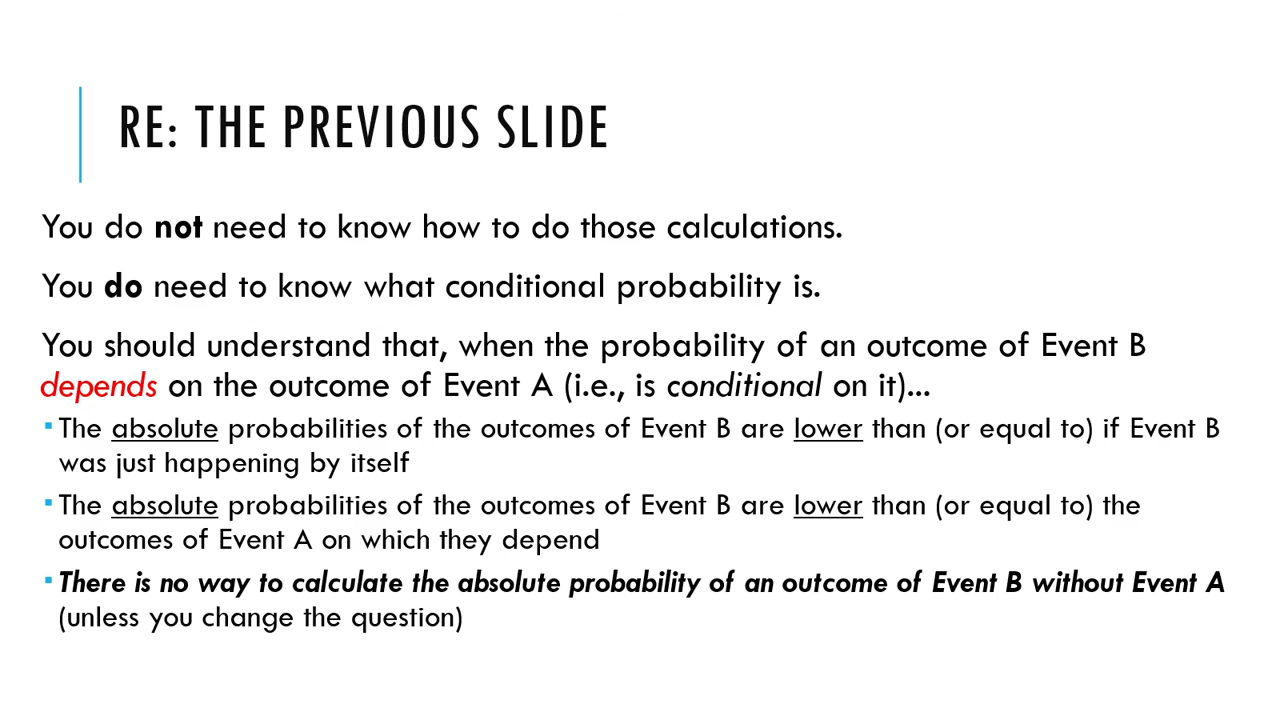 RE: THE PREVIOUS SLIDE
You do not need to know how to do those calculations.
You do need to know what conditional probability is.
You should understand that, when the probability of an outcome of Event B
depends on the outcome of Event A (i.e., is conditional on it)...
▪ The absolute probabilities of the outcomes of Event B are lower than (or equal to) if Event B
was just happening by itself
▪ The absolute probabilities of the outcomes of Event B are lower than (or equal to) the
outcomes of Event A on which they depend
▪ There is no way to calculate the absolute probability of an outcome of Event B without Event A
(unless you change the question)